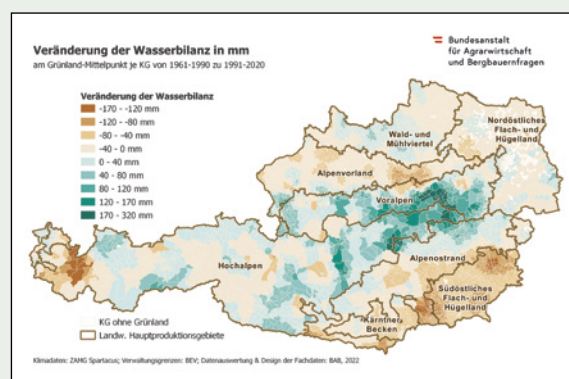 Veränderung der Wasserbilanz in mm
am Grünland-Mittelpunkt je KG von 1961-1990 zu 1991-2020
Bundesanstalt
für Agrarwirtschaft
und Bergbauernfragen
Veränderung der Wasserbilanz
-170 - -120 mm
-120 - -80 mm
-80 - -40 mm
-40 - 0 mm
0 - 40 mm
40 - 80 mm
80 - 120 mm
120 - 170 mm
170 - 320 mm
Nordöstliches
Flach- und
Hügelland
Wald- und
Mühlviertel
Alpenvorland
Voralpen
Alpenostrand
Hochalpen
Südöstliches
Flach- und
Hügelland
Kärntner
Becken
KG ohne Grünland
Landw. Hauptproduktionsgebiete
Klimadaten: ZAMG Spartacus; Verwaltungsgrenzen: BEV; Datenauswertung & Design der Fachdaten: BAB, 2022